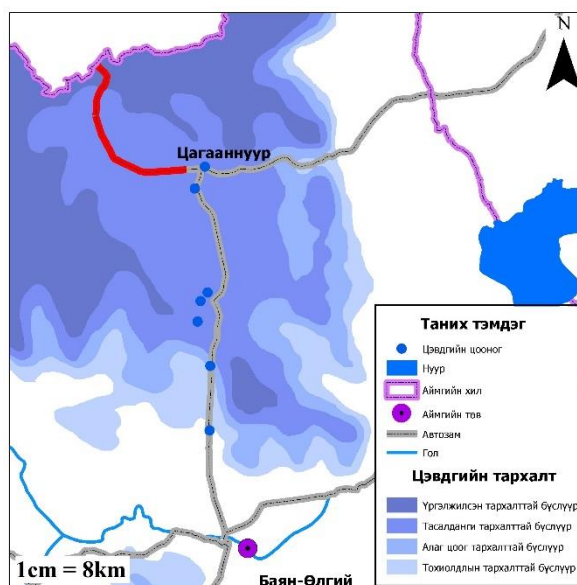 N
Цагааннуур
Таних тэмдэг
Цэвдгийн цооног
Нуур
Аймгийн хил
Аймгийн төв
Автозам
Гол
Цэвдгийн тархалт
Үргэлжилсэн тархалттай бүслүүр
Тасалданги тархалттай бүслүүр
Алаг цоог тархалттай бүслүүр
Тохиолдлын тархалттай бүслүүр
1cm = 8km
Баян-Өлгий